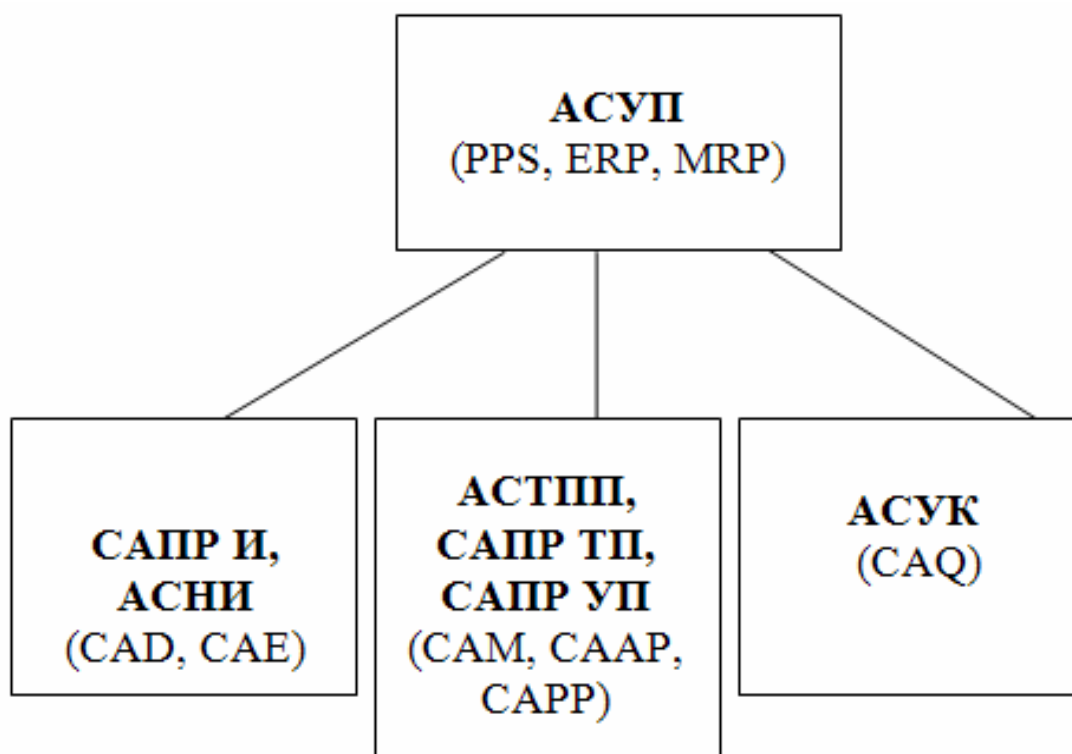 АСУП
(PPS, ERP, MRP)
САПР И,
АСНИ
(CAD, CAE)
АСТПП,
САПР ТП,
САПР УП
(CAM, CAAP,
CAPP)
АСУК
(CAQ)